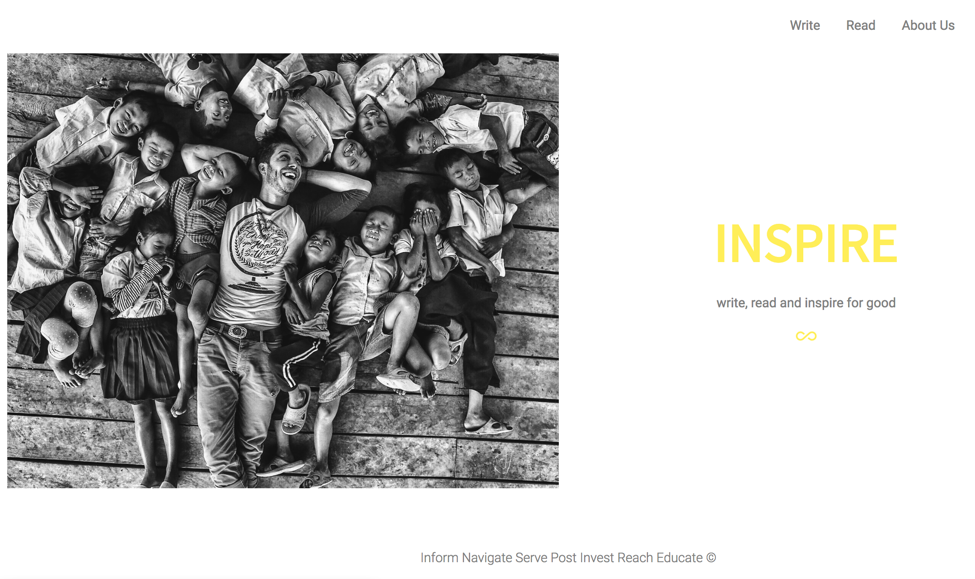 Write Read About Us
INSPIRE
write, read and inspire for good
Inform Navigate Serve Post Invest Reach Educate ©